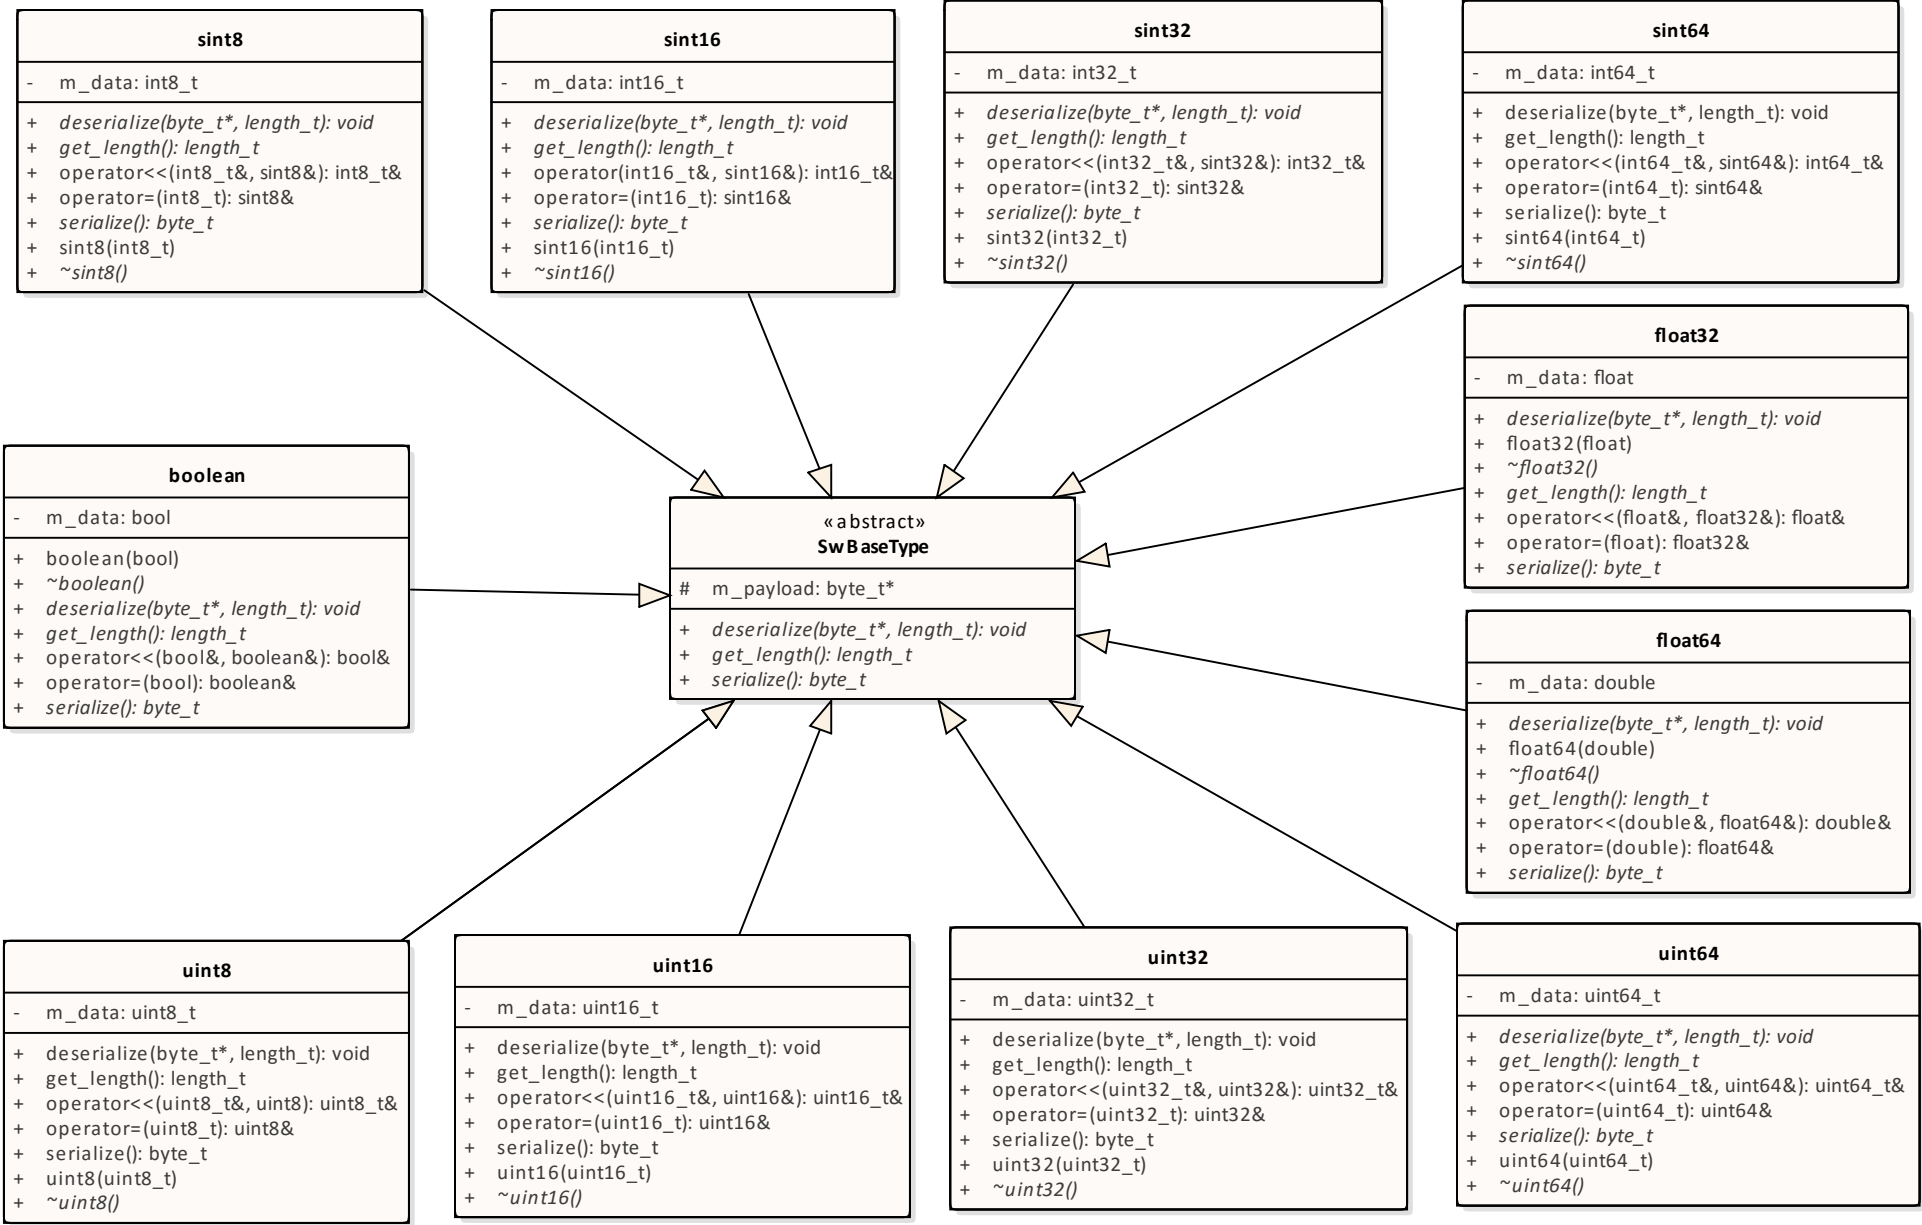 sint8
- m_data: int8_t
+ deserialize(byte_t*, length_t): void
+ get_length(): length_t
+ operator<<(int8_t&, sint8&): int8_t&
+ operator=(int8_t): sint8&
+ serialize(): byte_t
+ sint8(int8_t)
+ ~sint8()
sint16
- m_data: int16_t
+ deserialize(byte_t*, length_t): void
+ get_length(): length_t
+ operator(int16_t&, sint16&): int16_t&
+ operator=(int16_t): sint16&
+ serialize(): byte_t
+ sint16(int16_t)
+ ~sint16()
sint32
- m_data: int32_t
+ deserialize(byte_t*, length_t): void
+ get_length(): length_t
+ operator<<(int32_t&, sint32&): int32_t&
+ operator=(int32_t): sint32&
+ serialize(): byte_t
+ sint32(int32_t)
+ ~sint32()
sint64
- m_data: int64_t
+ deserialize(byte_t*, length_t): void
+ get_length(): length_t
+ operator<<(int64_t&, sint64&): int64_t&
+ operator=(int64_t): sint64&
+ serialize(): byte_t
+ sint64(int64_t)
+ ~sint64()
float32
- m_data: float
+ deserialize(byte_t*, length_t): void
+ float32(float)
+ ~float32()
+ get_length(): length_t
+ operator<<(float&, float32&): float&
+ operator=(float): float32&
+ serialize(): byte_t
boolean
- m_data: bool
+ boolean(bool)
+ ~boolean()
+ deserialize(byte_t*, length_t): void
+ get_length(): length_t
+ operator<<(bool&, boolean&): bool&
+ operator=(bool): boolean&
+ serialize(): byte_t
«abstract»
SwBaseType
# m_payload: byte_t*
+ deserialize(byte_t*, length_t): void
+ get_length(): length_t
+ serialize(): byte_t
float64
- m_data: double
+ deserialize(byte_t*, length_t): void
+ float64(double)
+ ~float64()
+ get_length(): length_t
+ operator<<(double&, float64&): double&
+ operator=(double): float64&
+ serialize(): byte_t
uint8
- m_data: uint8_t
+ deserialize(byte_t*, length_t): void
+ get_length(): length_t
+ operator<<(uint8_t&, uint8): uint8_t&
+ operator=(uint8_t): uint8&
+ serialize(): byte_t
+ uint8(uint8_t)
+ ~uint8()
uint16
- m_data: uint16_t
+ deserialize(byte_t*, length_t): void
+ get_length(): length_t
+ operator<<(uint16_t&, uint16&): uint16_t&
+ operator=(uint16_t): uint16&
+ serialize(): byte_t
+ uint16(uint16_t)
+ ~uint16()
uint32
- m_data: uint32_t
+ deserialize(byte_t*, length_t): void
+ get_length(): length_t
+ operator<<(uint32_t&, uint32&): uint32_t&
+ operator=(uint32_t): uint32&
+ serialize(): byte_t
+ uint32(uint32_t)
+ ~uint32()
uint64
- m_data: uint64_t
+ deserialize(byte_t*, length_t): void
+ get_length(): length_t
+ operator<<(uint64_t&, uint64&): uint64_t&
+ operator=(uint64_t): uint64&
+ serialize(): byte_t
+ uint64(uint64_t)
+ ~uint64()